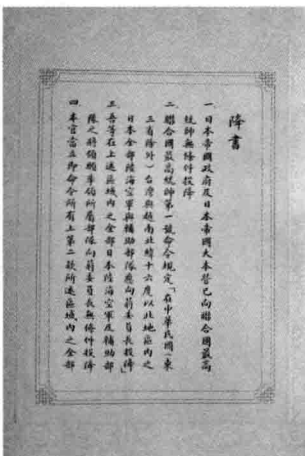 降書
一、日本帝國政府及日本帝國大本營已向聯合國最高
統帥無條件投降
二、聯合國最高統帥第一號命令規定「在中華民國(東
三省除外)台灣與越南北緯十六度以北地區內之
日本全部陸海空軍與輔助部隊應向蔣委員長投降」
三、吾等在上述區域內之全部日本陸海空軍及輔助部
隊之將領願率領所屬部隊向蔣委員長無條件投降
四、本官當立即命令所有上第二款所述區域內之全部